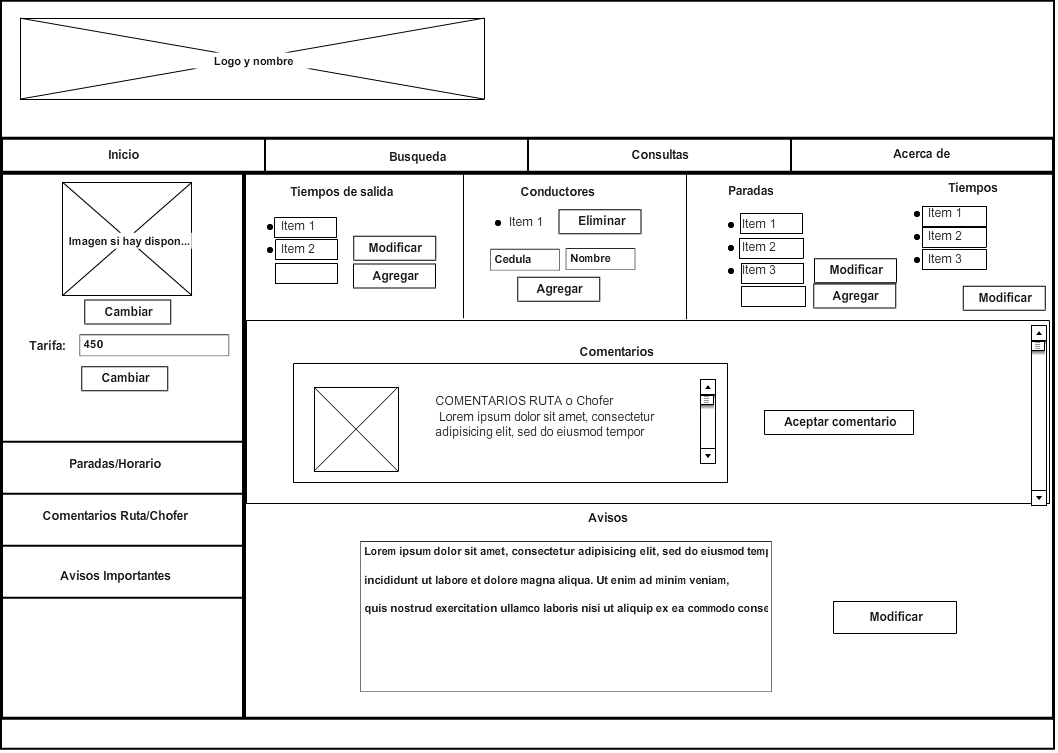 Logo y nombre
Inicio
Busqueda
Consultas
Acerca de
Imagen si hay dispon...
Cambiar
Tarifa:
450
Cambiar
Paradas/Horario
Comentarios Ruta/Chofer
Avisos Importantes
Tiempos de salida
Item 1
Item 2
Modificar
Agregar
Conductores
Item 1
Eliminar
Cedula
Nombre
Agregar
Paradas
Item 1
Item 2
Item 3
Modificar
Agregar
Tiempos
Item 1
Item 2
Item 3
Modificar
Comentarios
COMENTARIOS RUTA o Chofer
Lorem ipsum dolor sit amet, consectetur
adipisicing elit, sed do eiusmod tempor
Aceptar comentario
Avisos
Lorem ipsum dolor sit amet, consectetur adipisicing elit, sed do eiusmod temp
incididunt ut labore et dolore magna aliqua. Ut enim ad minim veniam,
quis nostrud exercitation ullamco laboris nisi ut aliquip ex ea commodo conse
Modificar